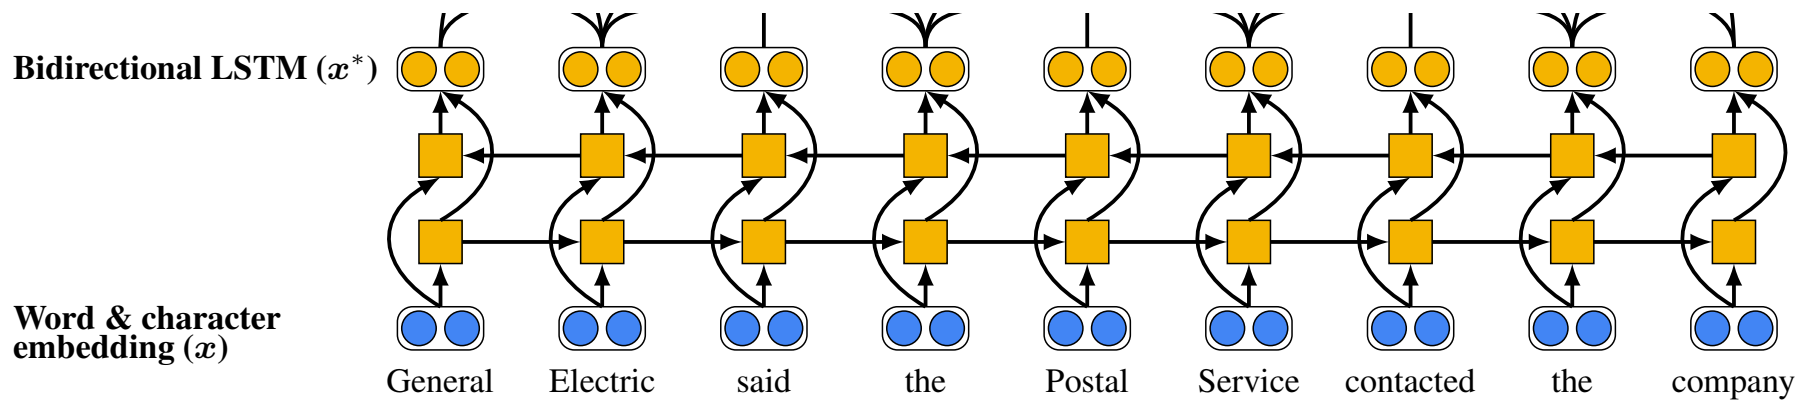 Bidirectional LSTM (x*)
Word & character
embedding (x)
General Electric said the Postal Service contacted the company